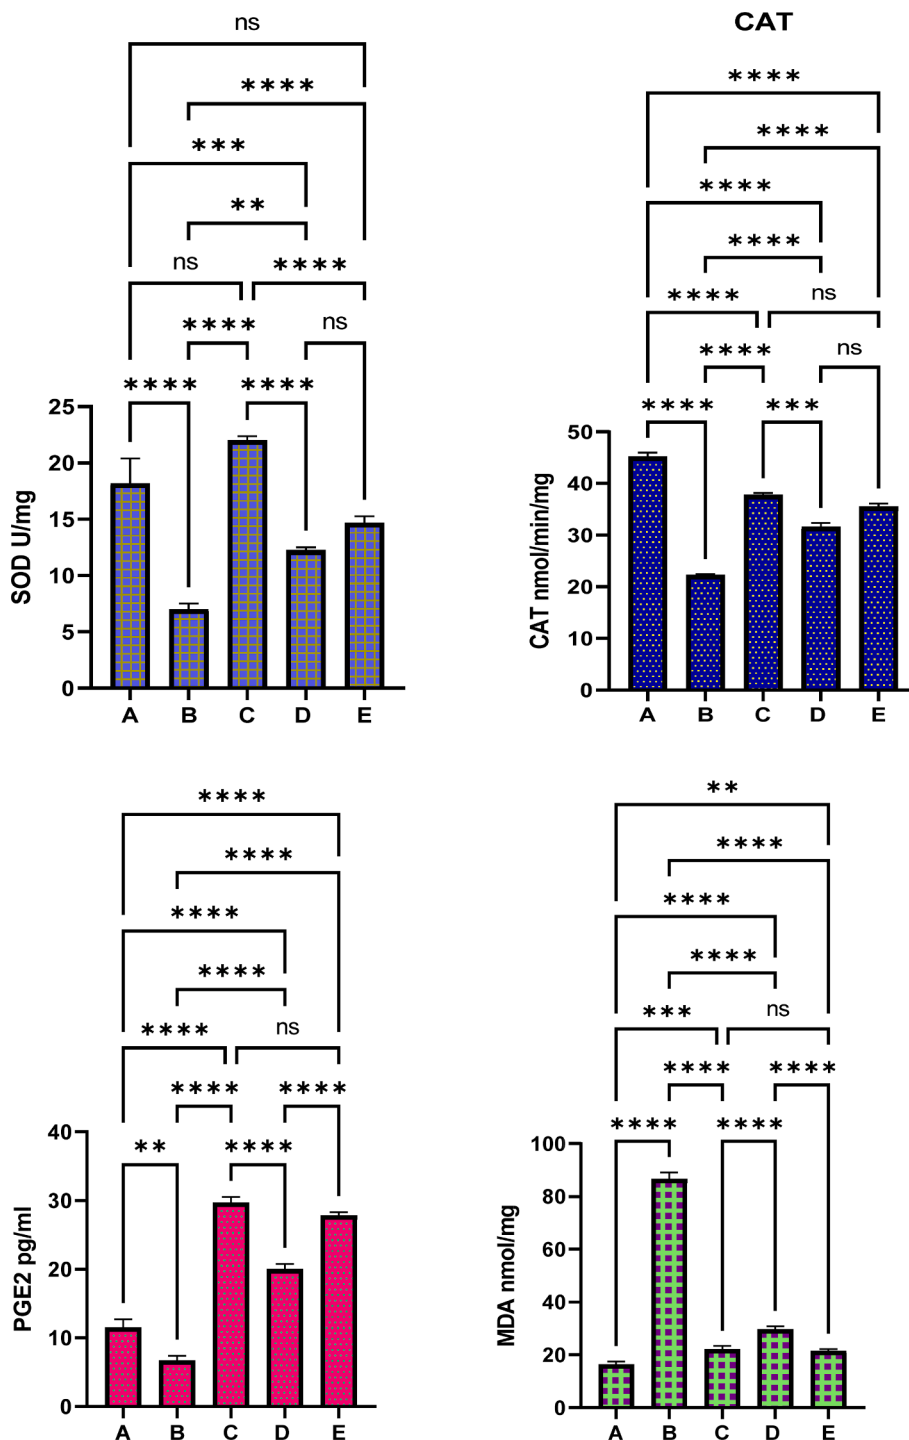 ns
****
***
**
ns ****
**** ns
**** ****
25
20
15
10
5
0
SOD U/mg
A B C D E
CAT
****
****
****
****
**** ns
**** ns
**** ***
50
40
30
20
10
0
CAT nmol/min/mg
A B C D E
****
****
****
****
**** ns
**** ****
** ****
40
30
20
10
0
PGE2 pg/ml
A B C D E
**
****
****
****
*** ns
**** ****
**** ****
100
80
60
40
20
0
MDA nmol/mg
A B C D E